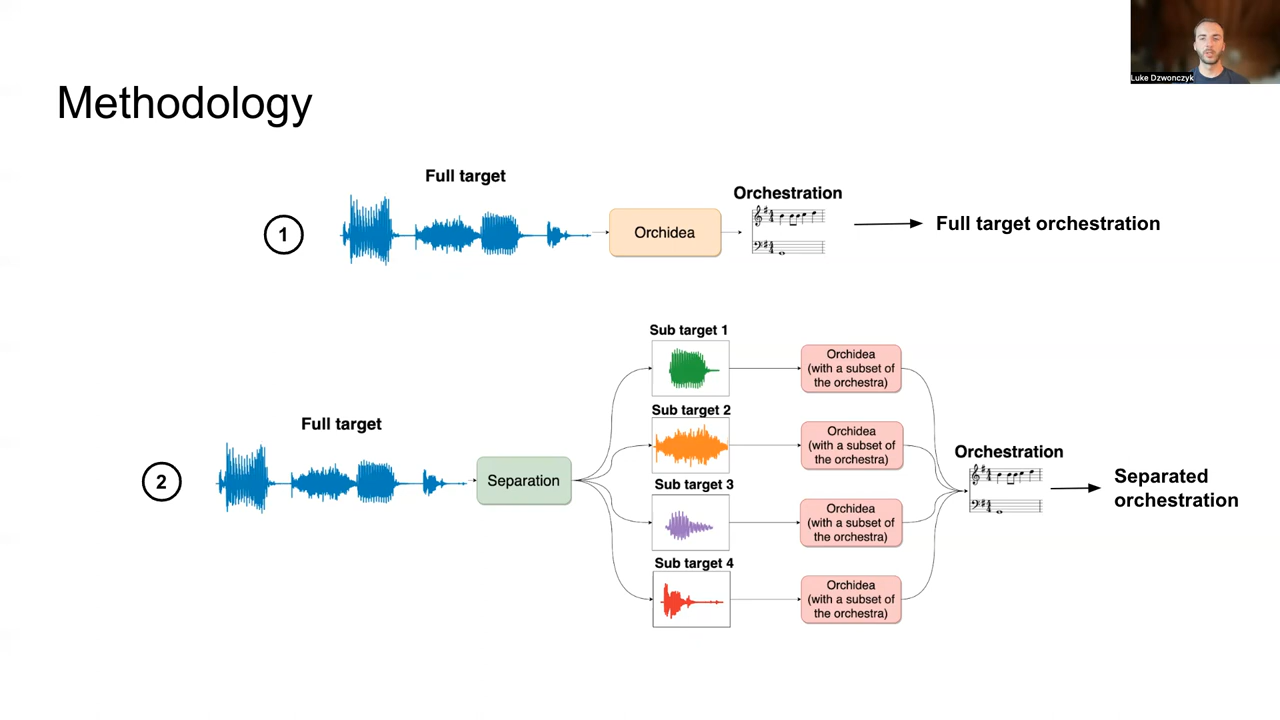 Luke Dzwonczyk
Methodology
Full target
Orchestration
1
Orchidea
Full target orchestration
Sub target 1
Orchidea
(with a subset of
the orchestra)
Sub target 2
Full target
Orchidea
(with a subset of
the orchestra)
Orchestration
2
Separation
Separated
orchestration
Sub target 3
Orchidea
(with a subset of
the orchestra)
Sub target 4
Orchidea
(with a subset of
the orchestra)